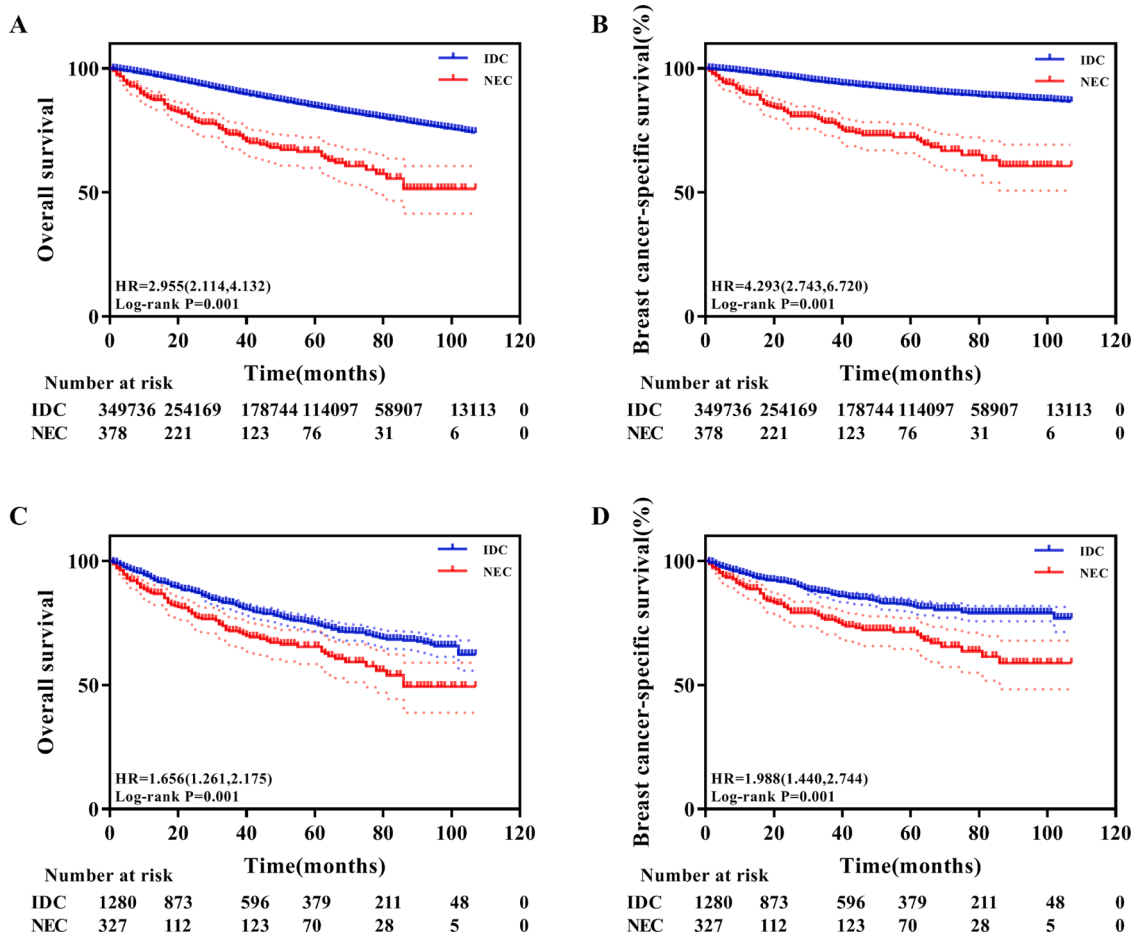 A
Overall survival
100
50
0
IDC
NEC
HR=2.955(2.114,4.132)
Log-rank P=0.001
0 20 40 60 80 100 120
Time(months)
Number at risk
IDC 349736 254169 178744 114097 58907 13113 0
NEC 378 221 123 76 31 6 0
B
Breast cancer-specific survival(%)
100
50
0
IDC
NEC
HR=4.293(2.743,6.720)
Log-rank P=0.001
0 20 40 60 80 100 120
Time(months)
Number at risk
IDC 349736 254169 178744 114097 58907 13113 0
NEC 378 221 123 76 31 6 0
C
Overall survival
100
50
0
IDC
NEC
HR=1.656(1.261,2.175)
Log-rank P=0.001
0 20 40 60 80 100 120
Time(months)
Number at risk
IDC 1280 873 596 379 211 48 0
NEC 327 112 123 70 28 5 0
D
Breast cancer-specific survival(%)
100
50
0
IDC
NEC
HR=1.988(1.440,2.744)
Log-rank P=0.001
0 20 40 60 80 100 120
Time(months)
Number at risk
IDC 1280 873 596 379 211 48 0
NEC 327 112 123 70 28 5 0